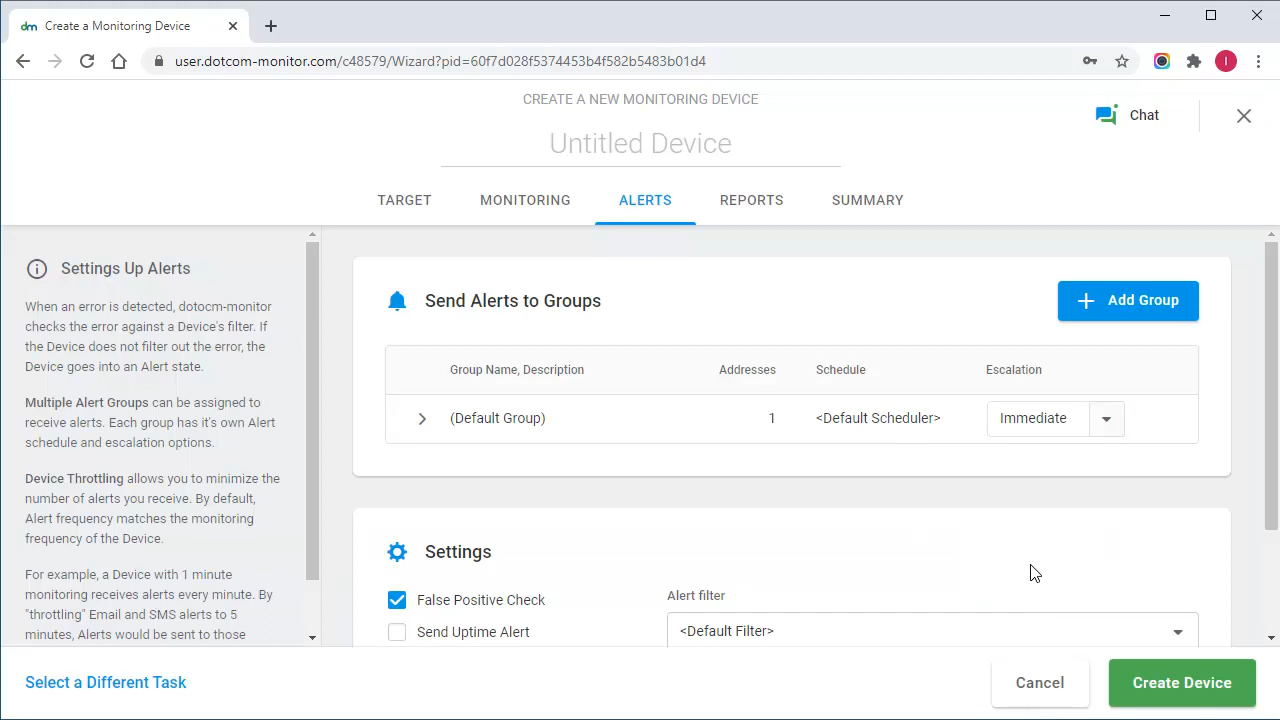 dm Create a Monitoring Device
user.dotcom-monitor.com/c48579/Wizard?pid=60f7d023f5374453b4f582b5483b01d4
I
CREATE A NEW MONITORING DEVICE
Untitled Device
Chat
TARGET MONITORING ALERTS REPORTS SUMMARY
Settings Up Alerts
When an error is detected, dotocm-monitor
checks the error against a Device's filter. If
the Device does not filter out the error, the
Device goes into an Alert state.
Multiple Alert Groups can be assigned to
receive alerts. Each group has it's own Alert
schedule and escalation options.
Device Throttling allows you to minimize the
number of alerts you receive. By default,
Alert frequency matches the monitoring
frequency of the Device.
For example, a Device with 1 minute
monitoring receives alerts every minute. By
"throttling" Email and SMS alerts to 5
minutes, Alerts would be sent to those
Send Alerts to Groups
Add Group
Group Name, Description Addresses Schedule Escalation
(Default Group) 1 <Default Scheduler> Immediate
Settings
False Positive Check
Send Uptime Alert
Alert filter
<Default Filter>
Select a Different Task
Cancel
Create Device